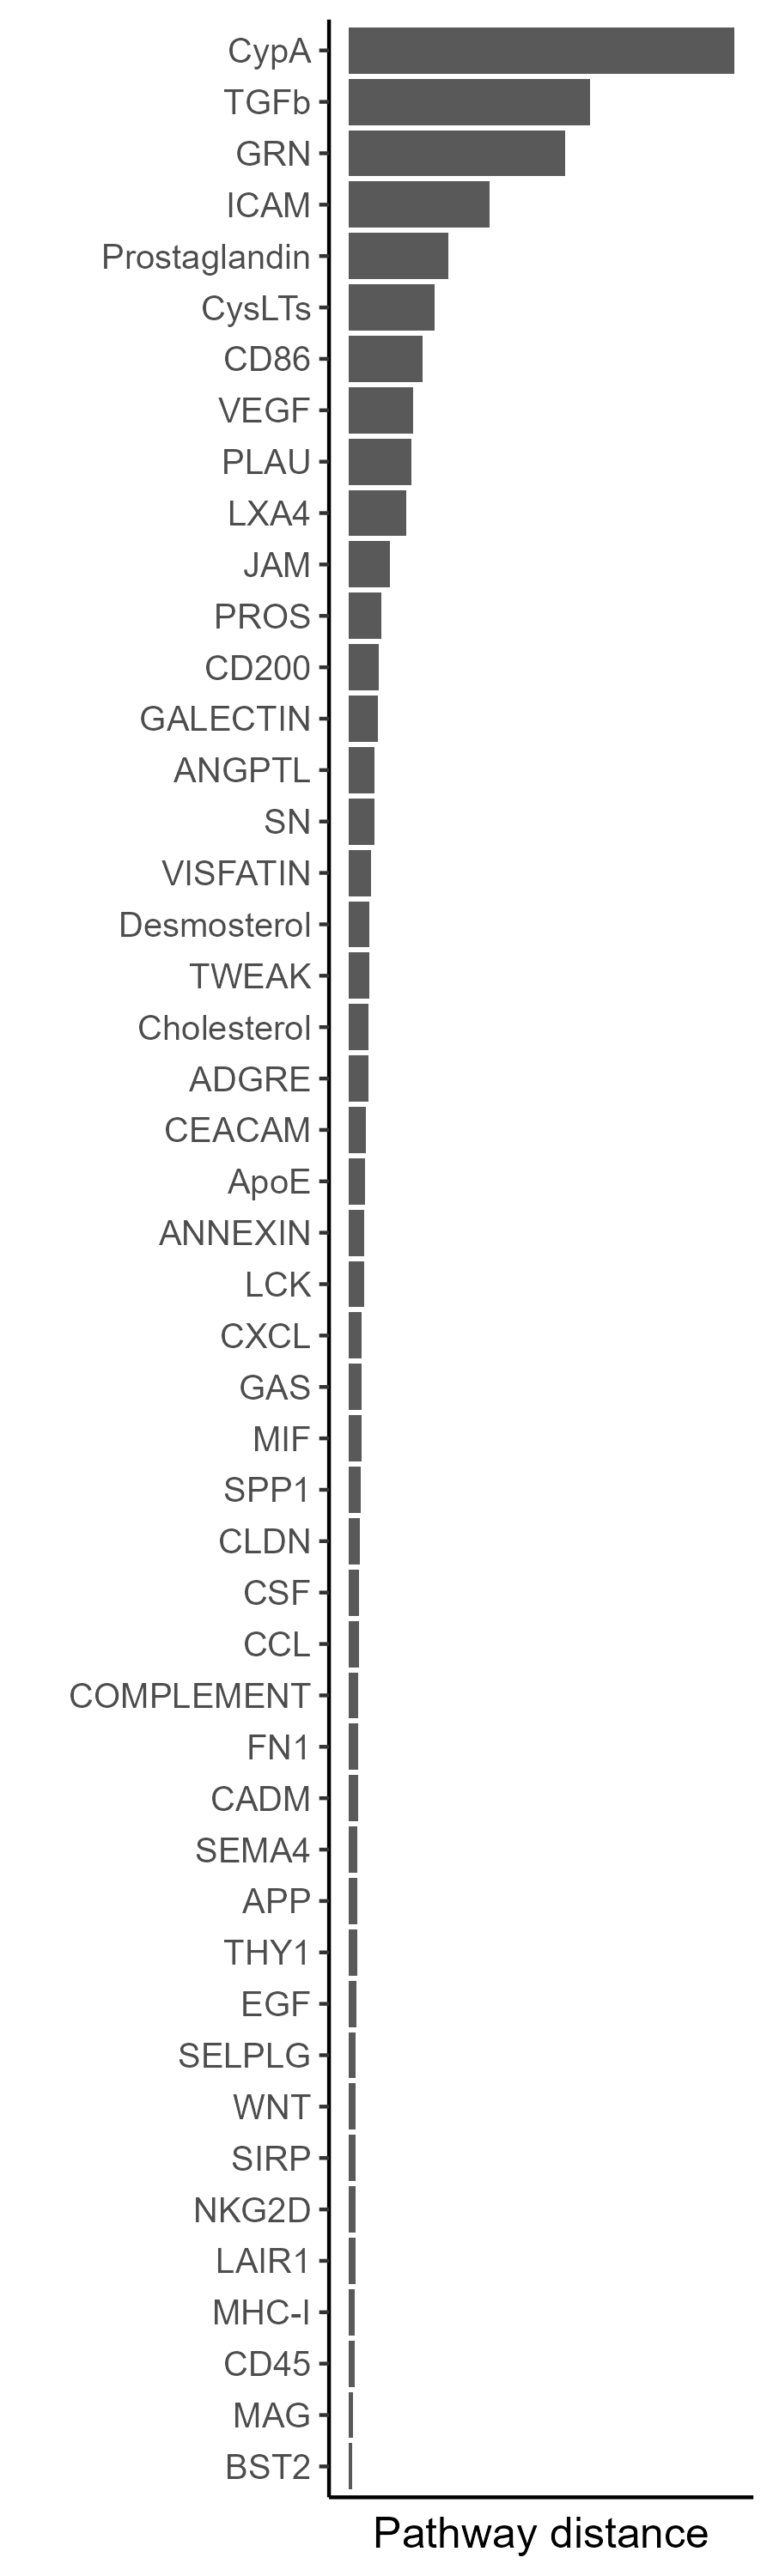 CypA
TGFb
GRN
ICAM
Prostaglandin
CysLTs
CD86
VEGF
PLAU
LXA4
JAM
PROS
CD200
GALECTIN
ANGPTL
SN
VISFATIN
Desmosterol
TWEAK
Cholesterol
ADGRE
CEACAM
ApoE
ANNEXIN
LCK
CXCL
GAS
MIF
SPP1
CLDN
CSF
CCL
COMPLEMENT
FN1
CADM
SEMA4
APP
THY1
EGF
SELPLG
WNT
SIRP
NKG2D
LAIR1
MHC-I
CD45
MAG
BST2
Pathway distance